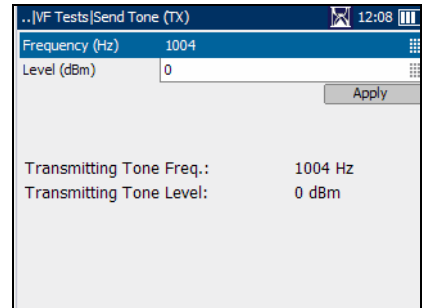 ..|VF Tests|Send Tone (TX) 12:08
Frequency (Hz) 1004
Level (dBm) 0
Apply
Transmitting Tone Freq.: 1004 Hz
Transmitting Tone Level: 0 dBm